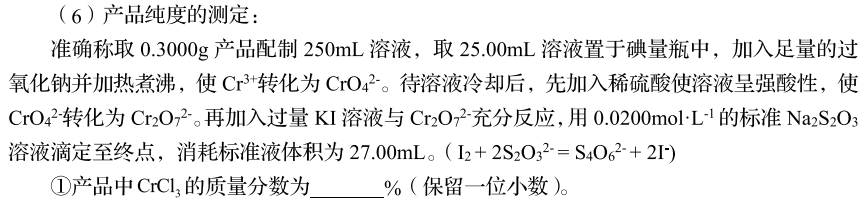 （6）产品纯度的测定：
准确称取 0.3000g 产品配制 250mL 溶液，取 25.00mL 溶液置于碘量瓶中，加入足量的过
氧化钠并加热煮沸，使 Cr³⁺转化为 CrO₄²⁻。待溶液冷却后，先加入稀硫酸使溶液呈强酸性，使
CrO₄²⁻转化为 Cr₂O₇²⁻。再加入过量 KI 溶液与 Cr₂O₇²⁻充分反应，用 0.0200mol·L⁻¹ 的标准 Na₂S₂O₃
溶液滴定至终点，消耗标准液体积为 27.00mL。（ I₂ + 2S₂O₃²⁻ = S₄O₆²⁻ + 2I⁻)
①产品中 CrCl₃ 的质量分数为_______%（保留一位小数）。